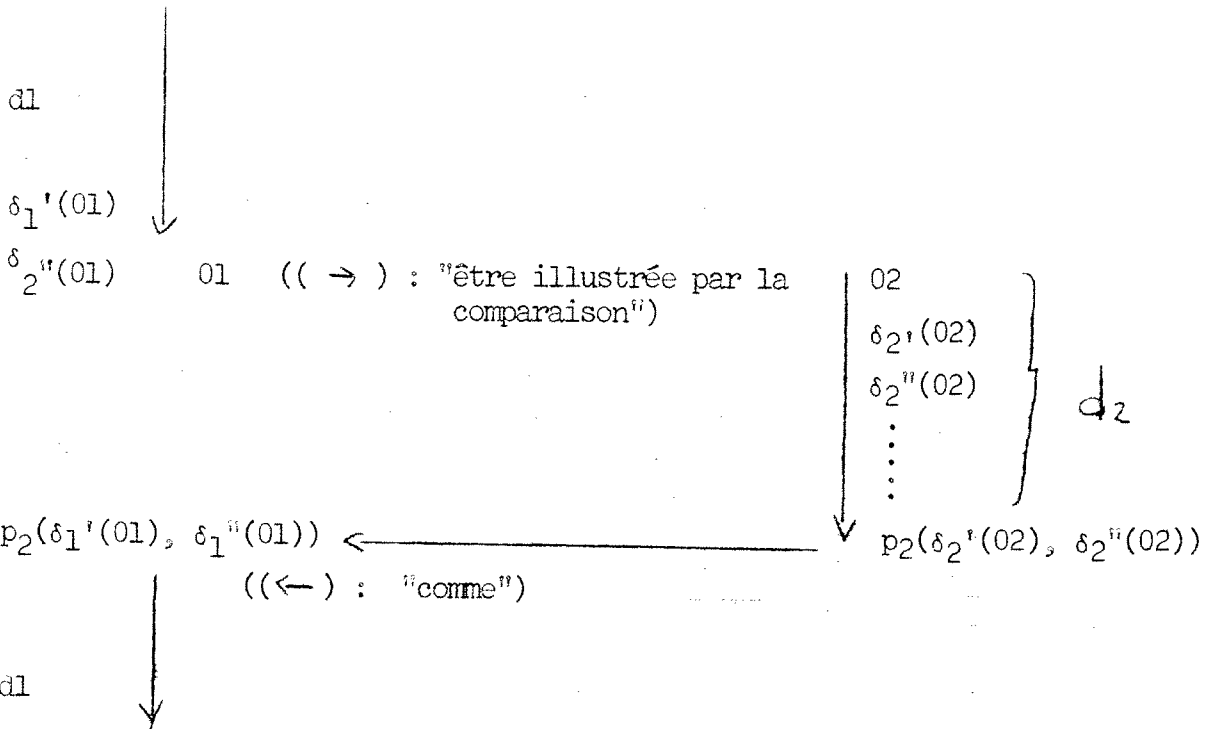 d1
δ₁'(01)
δ₂"(01) 01 (( → ) : "être illustrée par la
comparaison")
02
δ₂'(02)
δ₂"(02)
d₂
p₂(δ₁'(01), δ₁"(01))
p₂(δ₂'(02), δ₂"(02))
((←) : "comme")
d1